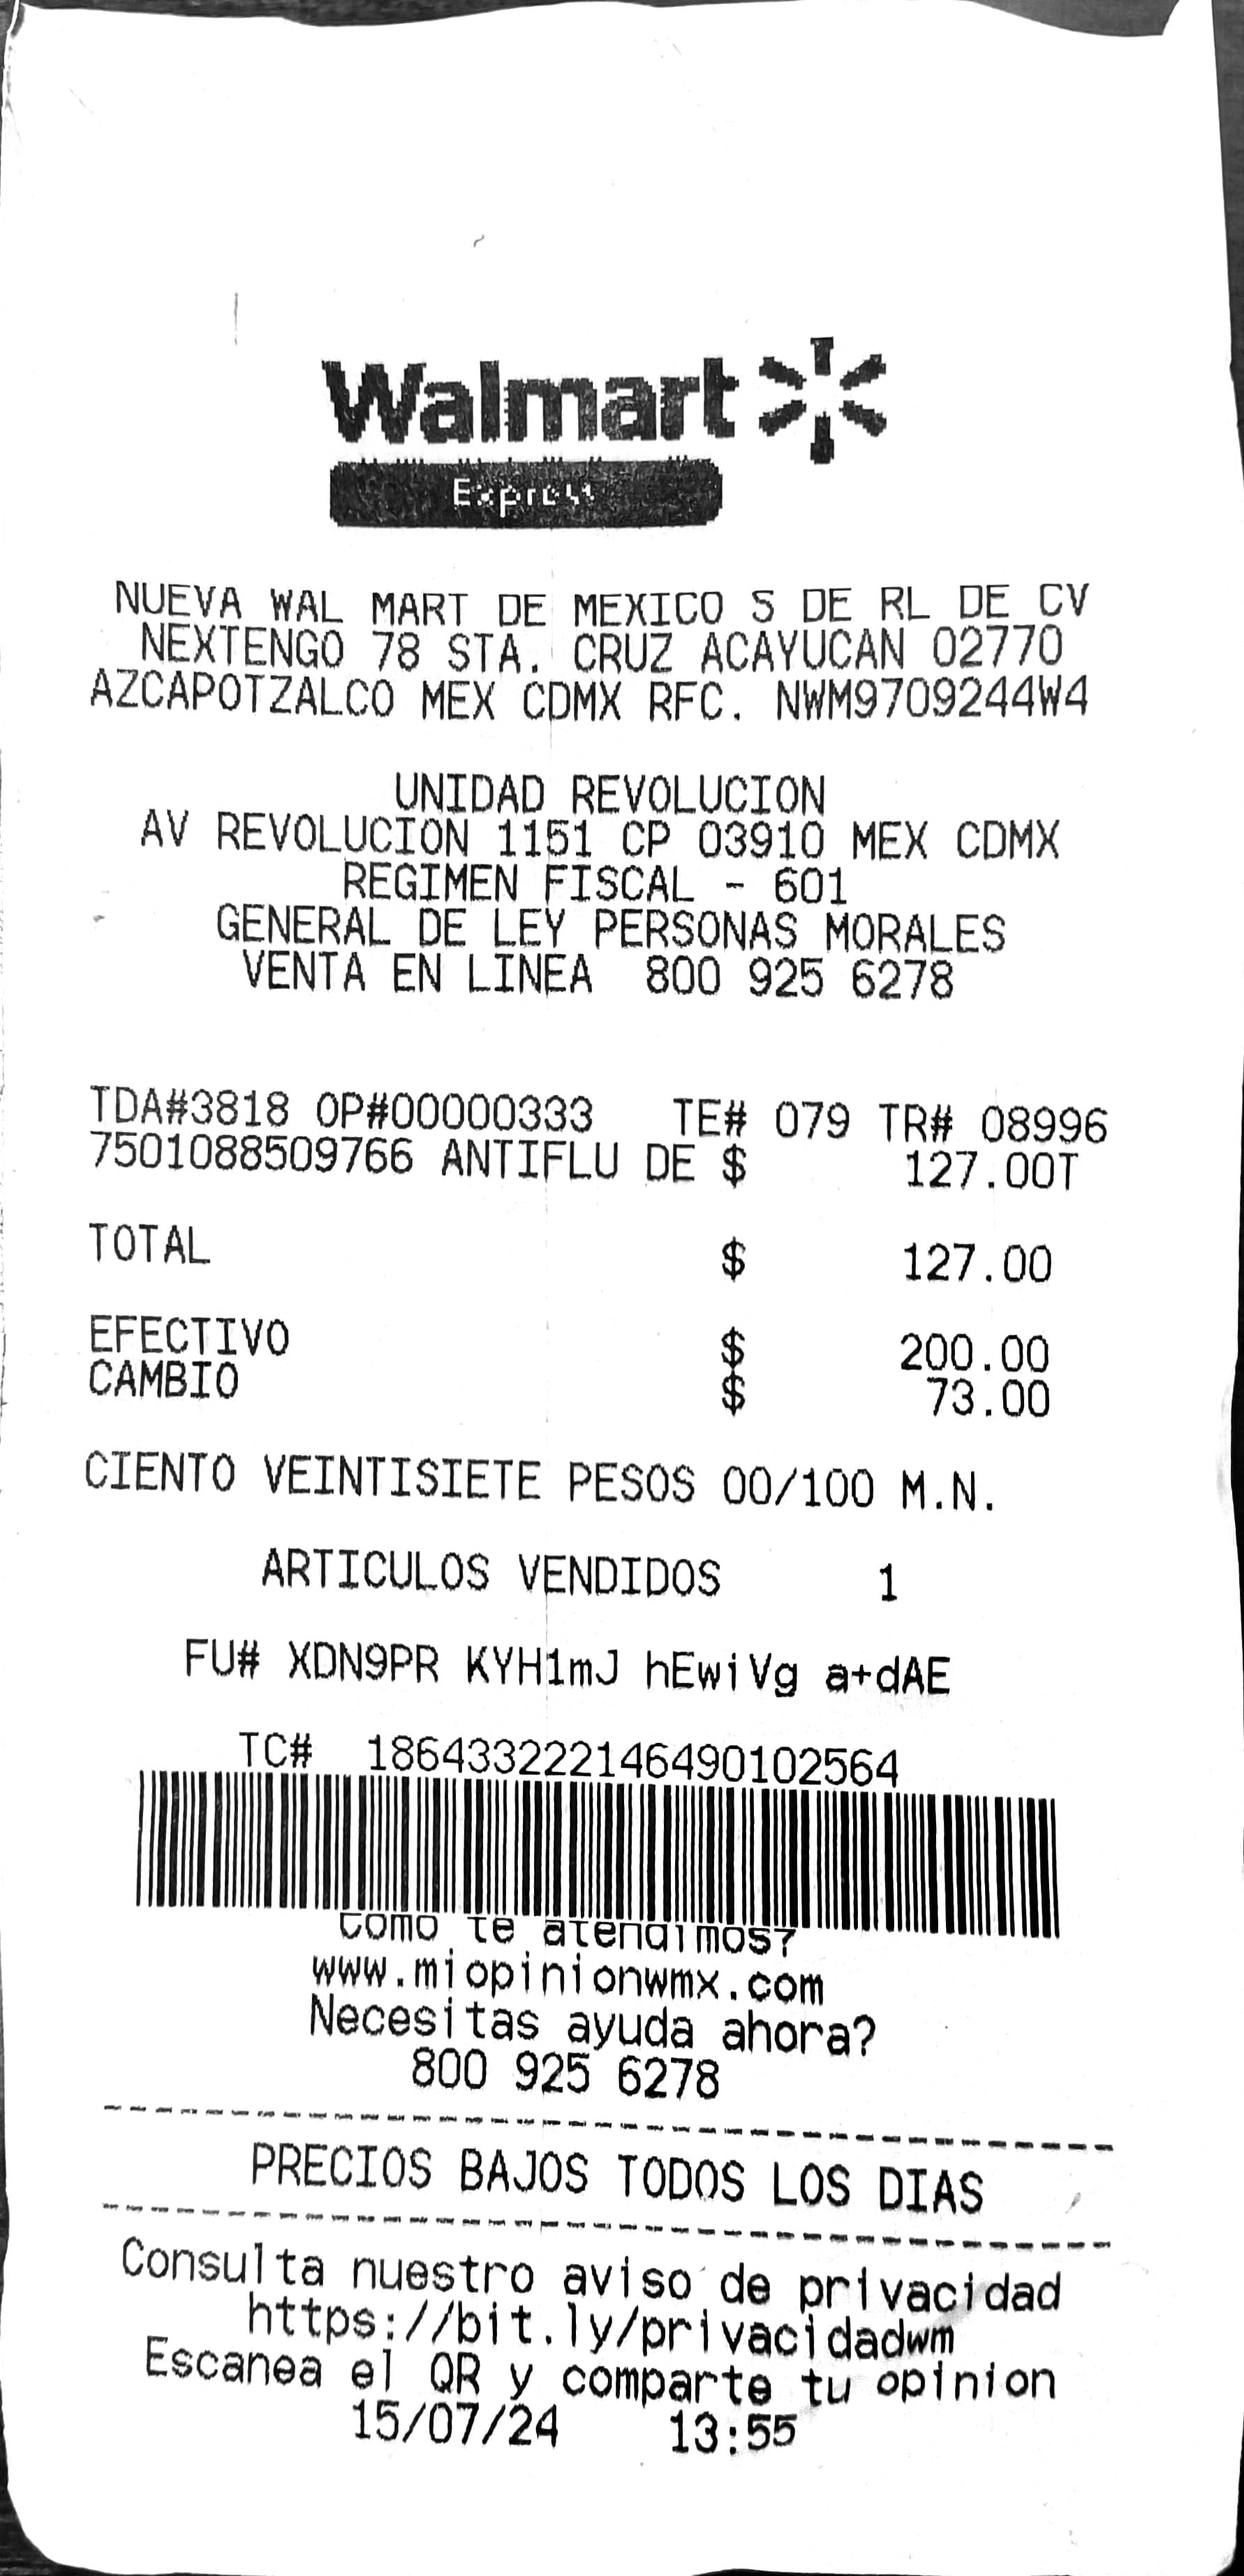 Walmart
Express
NUEVA WAL MART DE MEXICO S DE RL DE CV
NEXTENGO 78 STA. CRUZ ACAYUCAN 02770
AZCAPOTZALCO MEX CDMX RFC. NWM9709244W4
UNIDAD REVOLUCION
AV REVOLUCION 1151 CP 03910 MEX CDMX
REGIMEN FISCAL - 601
GENERAL DE LEY PERSONAS MORALES
VENTA EN LINEA 800 925 6278
TDA#3818 OP#00000333 TE# 079 TR# 08996
7501088509766 ANTIFLU DE $ 127.00T
TOTAL $ 127.00
EFECTIVO $ 200.00
CAMBIO $ 73.00
CIENTO VEINTISIETE PESOS 00/100 M.N.
ARTICULOS VENDIDOS 1
FU# XDN9PR KYH1mJ hEwiVg a+dAE
TC# 186433222146490102564
Como te atendimos?
www.miopinionwmx.com
Necesitas ayuda ahora?
800 925 6278
PRECIOS BAJOS TODOS LOS DIAS
Consulta nuestro aviso de privacidad
https://bit.ly/privacidadwm
Escanea el QR y comparte tu opinion
15/07/24 13:55